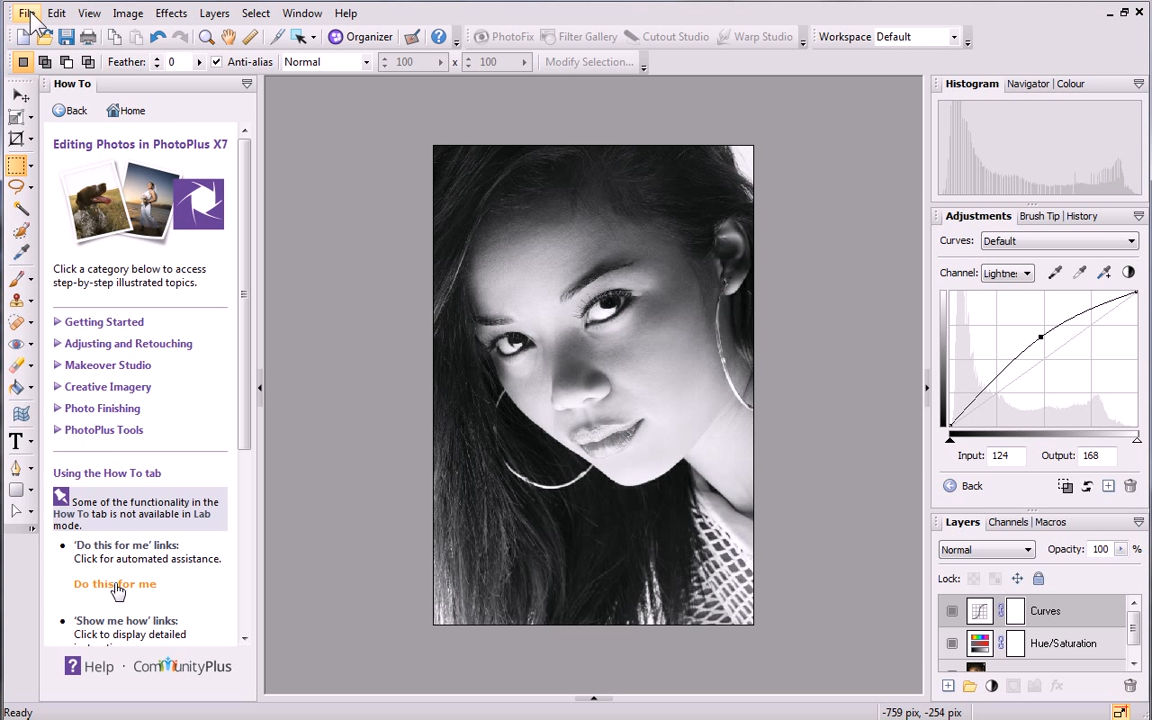 File Edit View Image Effects Layers Select Window Help
Organizer PhotoFix Filter Gallery Cutout Studio Warp Studio Workspace Default
Feather: 0 Anti-alias Normal 100 x 100 Modify Selection...
How To
Back Home
Editing Photos in PhotoPlus X7
Click a category below to access
step-by-step illustrated topics.
Getting Started
Adjusting and Retouching
Makeover Studio
Creative Imagery
Photo Finishing
PhotoPlus Tools
Using the How To tab
Some of the functionality in the
How To tab is not available in Lab
mode.
• 'Do this for me' links:
Click for automated assistance.
Do this for me
• 'Show me how' links:
Click to display detailed
Help · CommunityPlus
Histogram Navigator | Colour
Adjustments Brush Tip | History
Curves: Default
Channel: Lightne:
Input: 124 Output: 168
Back
Layers Channels | Macros
Normal Opacity: 100 %
Lock:
Curves
Hue/Saturation
Ready -759 pix, -254 pix